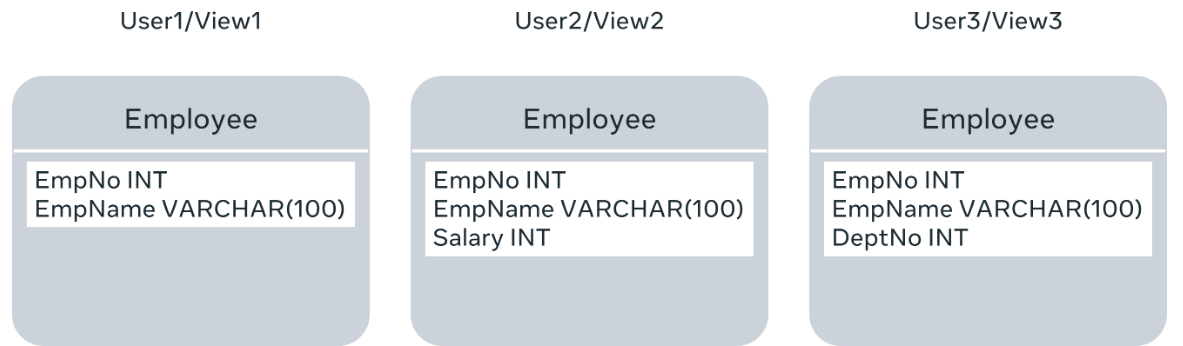 User1/View1
User2/View2
User3/View3
Employee
EmpNo INT
EmpName VARCHAR(100)
Employee
EmpNo INT
EmpName VARCHAR(100)
Salary INT
Employee
EmpNo INT
EmpName VARCHAR(100)
DeptNo INT